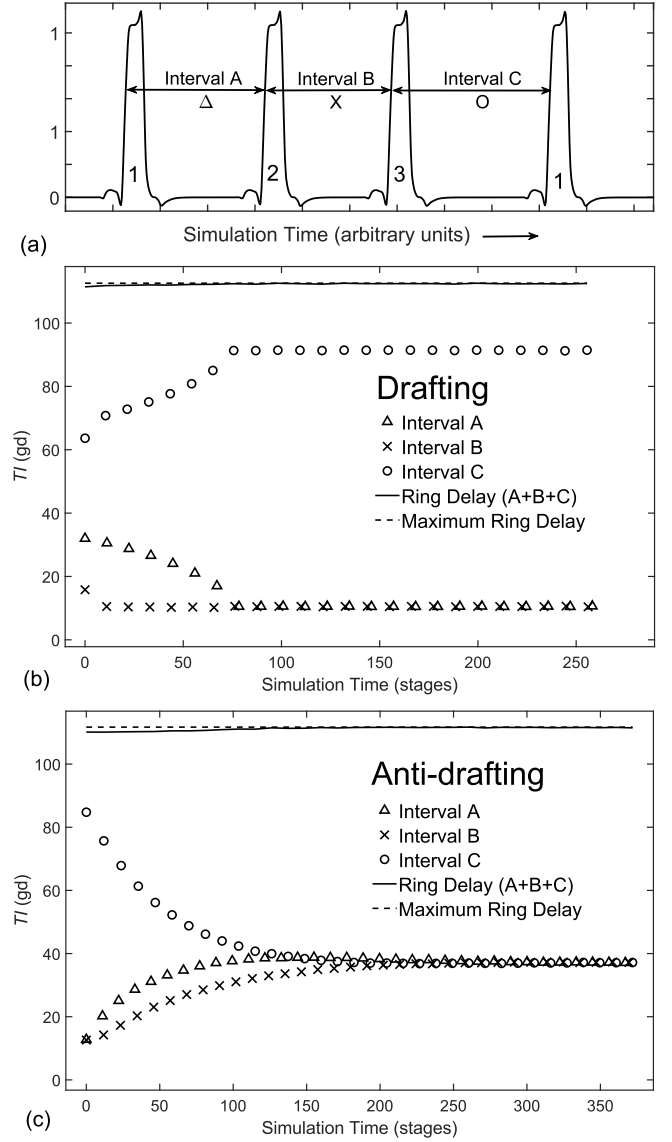 1
Interval A
Interval B
Interval C
Δ
X
O
1
1
2
3
1
0
(a)
Simulation Time (arbitrary units)
100
80
60
40
20
0
TI (gd)
Drafting
Interval A
Interval B
Interval C
Ring Delay (A+B+C)
Maximum Ring Delay
0 50 100 150 200 250
(b)
Simulation Time (stages)
100
80
60
40
20
0
TI (gd)
Anti-drafting
Interval A
Interval B
Interval C
Ring Delay (A+B+C)
Maximum Ring Delay
0 50 100 150 200 250 300 350
(c)
Simulation Time (stages)